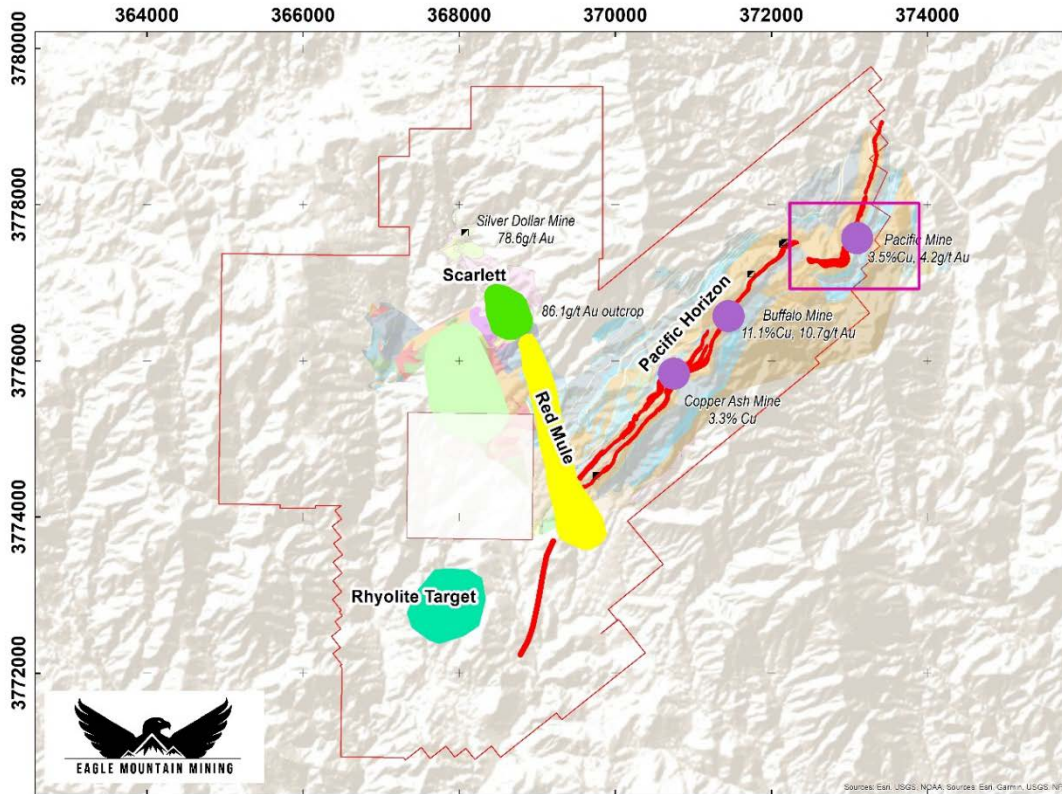 364000 366000 368000 370000 372000 374000
3780000
3778000
3776000
3774000
3772000
Silver Dollar Mine
78.6g/t Au
Scarlett
86.1g/t Au outcrop
Pacific Mine
3.5%Cu, 4.2g/t Au
Pacific Horizon
Buffalo Mine
11.1%Cu, 10.7g/t Au
Copper Ash Mine
3.3% Cu
Red Mule
Rhyolite Target
EAGLE MOUNTAIN MINING
Sources: Esri, USGS, NOAA, Sources: Esri, Garmin, USGS,